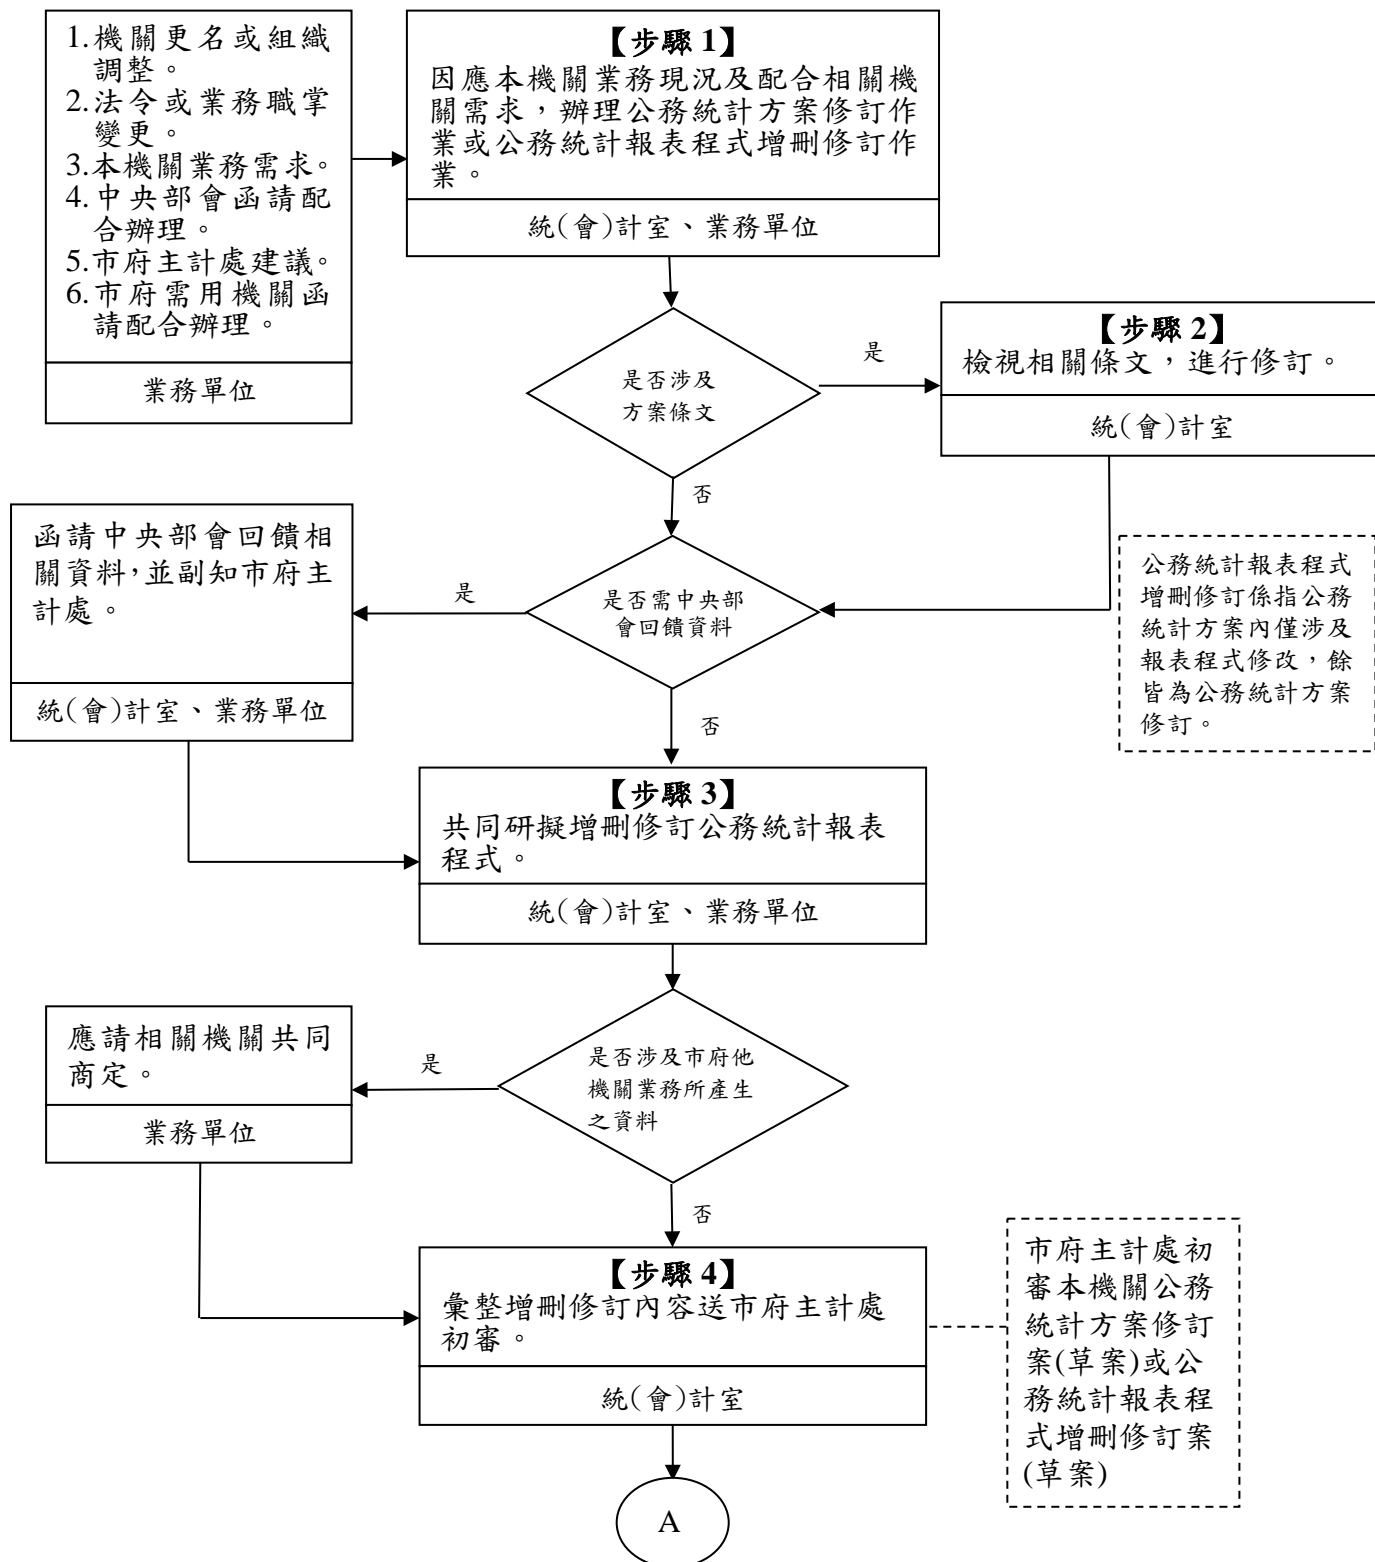 1.機關更名或組織
調整。
2.法令或業務職掌
變更。
3.本機關業務需求。
4.中央部會函請配
合辦理。
5.市府主計處建議。
6.市府需用機關函
請配合辦理。
業務單位
【步驟 1】
因應本機關業務現況及配合相關機
關需求，辦理公務統計方案修訂作
業或公務統計報表程式增刪修訂作
業。
統(會)計室、業務單位
是否涉及
方案條文
是
【步驟 2】
檢視相關條文，進行修訂。
統(會)計室
否
函請中央部會回饋相
關資料，並副知市府主
計處。
統(會)計室、業務單位
是
是否需中央部
會回饋資料
公務統計報表程式
增刪修訂係指公務
統計方案內僅涉及
報表程式修改，餘
皆為公務統計方案
修訂。
否
【步驟 3】
共同研擬增刪修訂公務統計報表
程式。
統(會)計室、業務單位
應請相關機關共同
商定。
業務單位
是
是否涉及市府他
機關業務所產生
之資料
否
【步驟 4】
彙整增刪修訂內容送市府主計處
初審。
統(會)計室
市府主計處初
審本機關公務
統計方案修訂
案(草案)或公
務統計報表程
式增刪修訂案
(草案)
A